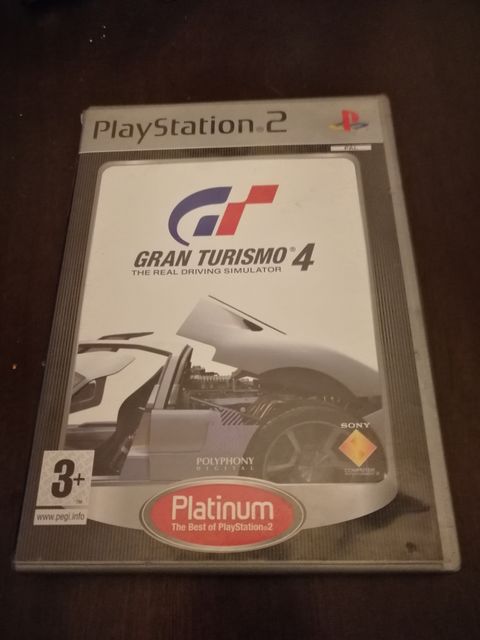 PlayStation®2
PAL
GRAN TURISMO®4
THE REAL DRIVING SIMULATOR
SONY
COMPUTER
POLYPHONY
DIGITAL
3+
www.pegi.info
Platinum
The Best of PlayStation®2